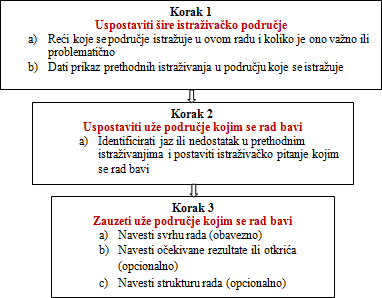 Korak 1
Uspostaviti šire istraživačko područje
a) Reći koje se područje istražuje u ovom radu i koliko je ono važno ili
problematično
b) Dati prikaz prethodnih istraživanja u području koje se istražuje
Korak 2
Uspostaviti uže područje kojim se rad bavi
a) Identificirati jaz ili nedostatak u prethodnim
istraživanjima i postaviti istraživačko pitanje kojim
se rad bavi
Korak 3
Zauzeti uže područje kojim se rad bavi
a) Navesti svrhu rada (obavezno)
b) Navesti očekivane rezultate ili otkrića
(opcionalno)
c) Navesti strukturu rada (opcionalno)